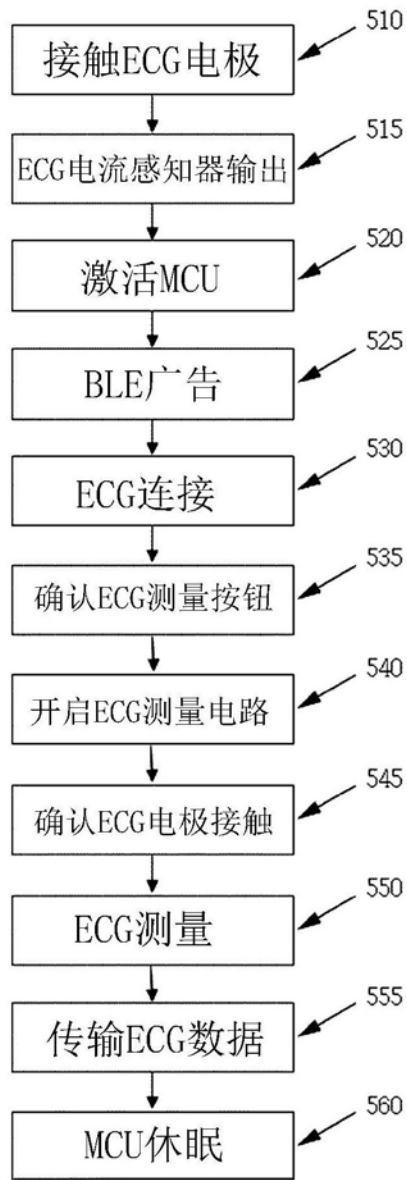 510
接触ECG电极
515
ECG电流感知器输出
520
激活MCU
525
BLE广告
530
ECG连接
535
确认ECG测量按钮
540
开启ECG测量电路
545
确认ECG电极接触
550
ECG测量
555
传输ECG数据
560
MCU休眠